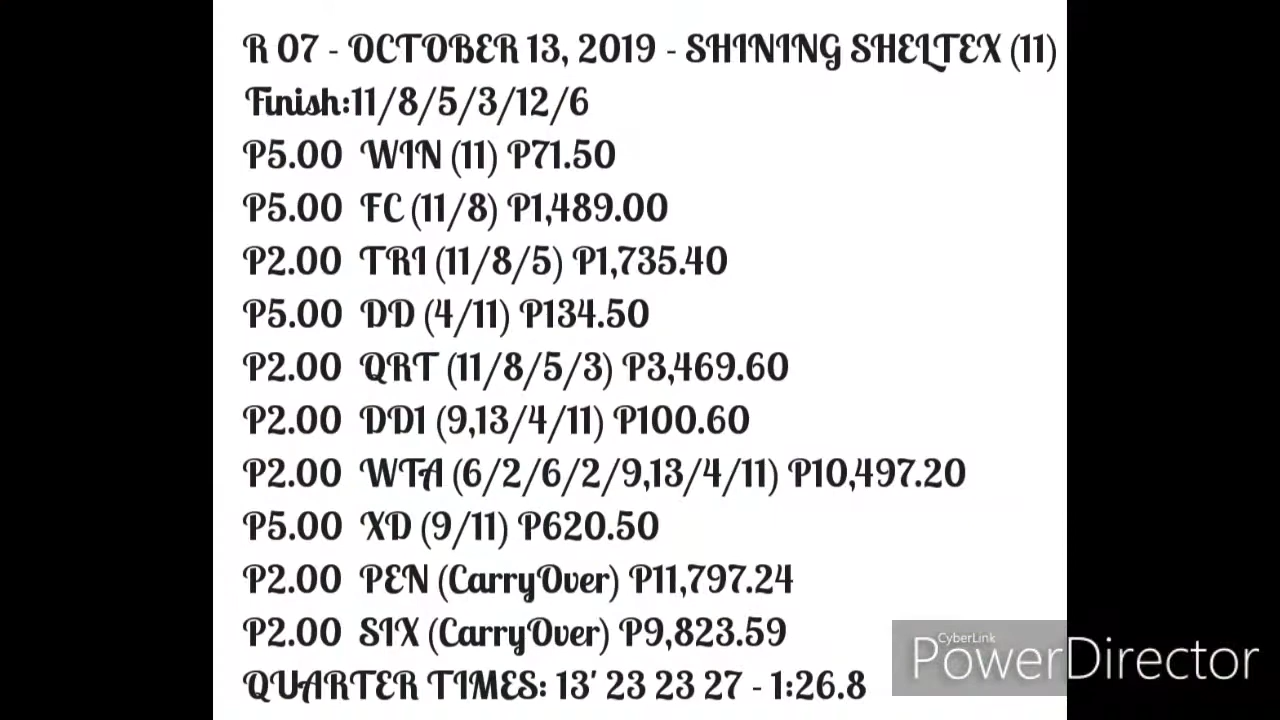 R 07 - OCTOBER 13, 2019 - SHINING SHELTEX (11)
Finish:11/8/5/3/12/6
P5.00 WIN (11) P71.50
P5.00 FC (11/8) P1,489.00
P2.00 TRI (11/8/5) P1,735.40
P5.00 DD (4/11) P134.50
P2.00 QRT (11/8/5/3) P3,469.60
P2.00 DD1 (9,13/4/11) P100.60
P2.00 WTA (6/2/6/2/9,13/4/11) P10,497.20
P5.00 XD (9/11) P620.50
P2.00 PEN (CarryOver) P11,797.24
P2.00 SIX (CarryOver) P9,823.59
QUARTER TIMES: 13' 23 23 27 - 1:26.8
CyberLink
PowerDirector